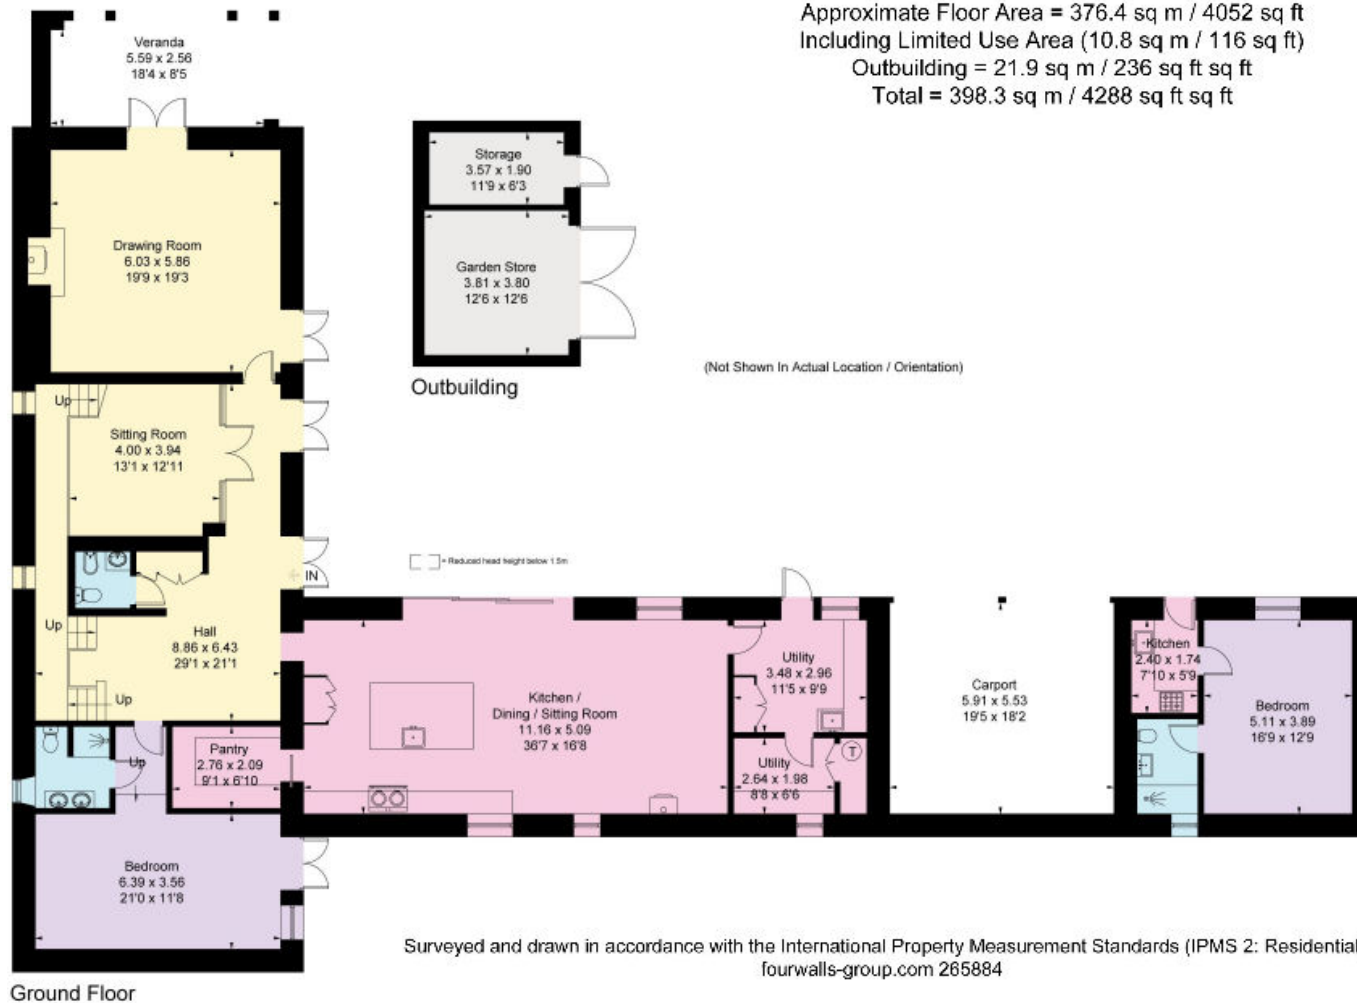 Approximate Floor Area = 376.4 sq m / 4052 sq ft
Including Limited Use Area (10.8 sq m / 116 sq ft)
Outbuilding = 21.9 sq m / 236 sq ft sq ft
Total = 398.3 sq m / 4288 sq ft sq ft
Veranda
5.59 x 2.56
18'4 x 8'5
Storage
3.57 x 1.90
11'9 x 6'3
Garden Store
3.81 x 3.80
12'6 x 12'6
Outbuilding
(Not Shown In Actual Location / Orientation)
Drawing Room
6.03 x 5.86
19'9 x 19'3
Up
Sitting Room
4.00 x 3.94
13'1 x 12'11
= Reduced head height below 1.5m
IN
Up
Hall
8.86 x 6.43
29'1 x 21'1
Up
Up
Pantry
2.76 x 2.09
9'1 x 6'10
Kitchen /
Dining / Sitting Room
11.16 x 5.09
36'7 x 16'8
Utility
3.48 x 2.96
11'5 x 9'9
Utility
2.64 x 1.98
8'8 x 6'6
T
Carport
5.91 x 5.53
19'5 x 18'2
Kitchen
2.40 x 1.74
7'10 x 5'9
Bedroom
5.11 x 3.89
16'9 x 12'9
Bedroom
6.39 x 3.56
21'0 x 11'8
Surveyed and drawn in accordance with the International Property Measurement Standards (IPMS 2: Residential
fourwalls-group.com 265884
Ground Floor